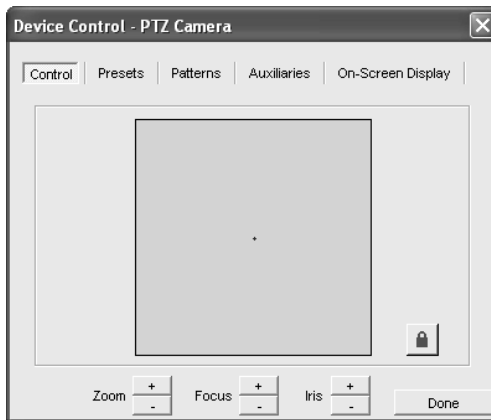 Device Control - PTZ Camera
Control Presets Patterns Auxiliaries On-Screen Display
Zoom + - Focus + - Iris + - Done